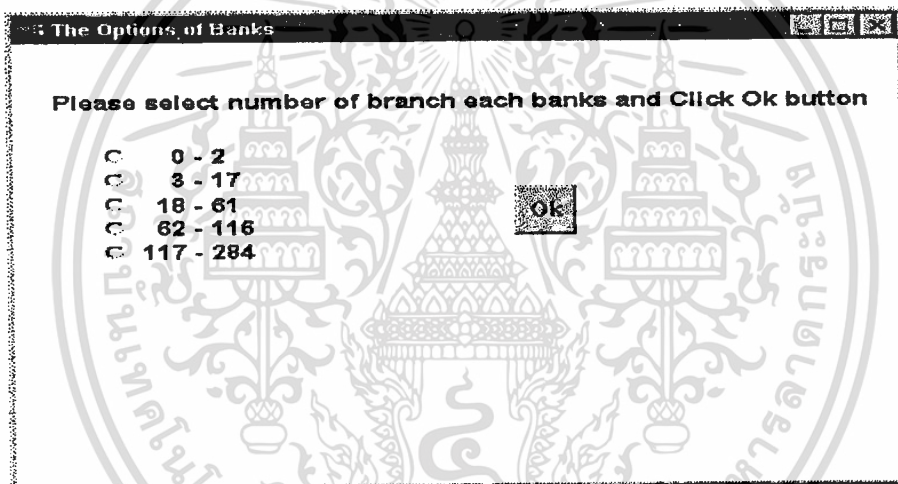 The Options of Banks
Please select number of branch each banks and Click Ok button
0 - 2
3 - 17
18 - 61
62 - 116
117 - 284
Ok